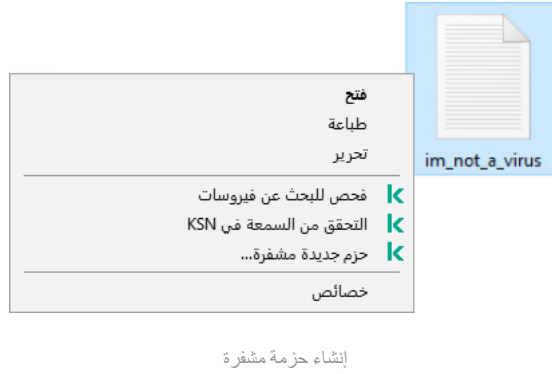 فتح
طباعة
تحرير
im_not_a_virus
فحص للبحث عن فيروسات
التحقق من السمعة في KSN
حزم جديدة مشفرة...
خصائص
إنشاء حزمة مشفرة